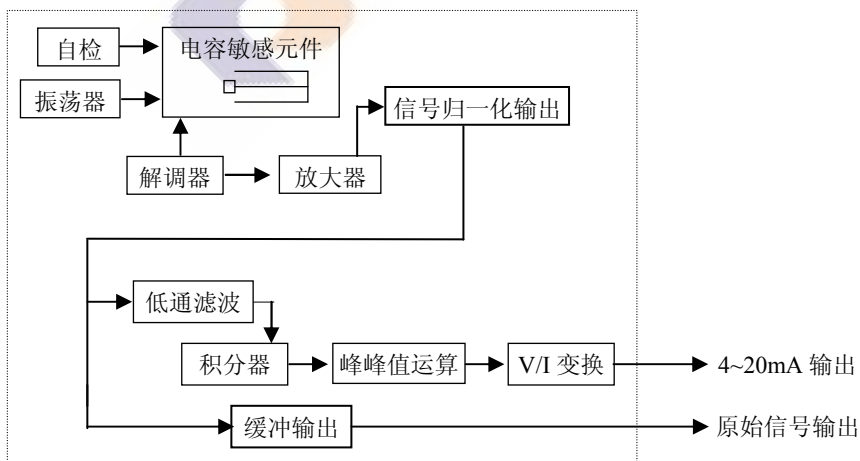 自检
电容敏感元件
振荡器
信号归一化输出
解调器
放大器
低通滤波
积分器
峰峰值运算
V/I 变换
4~20mA 输出
缓冲输出
原始信号输出